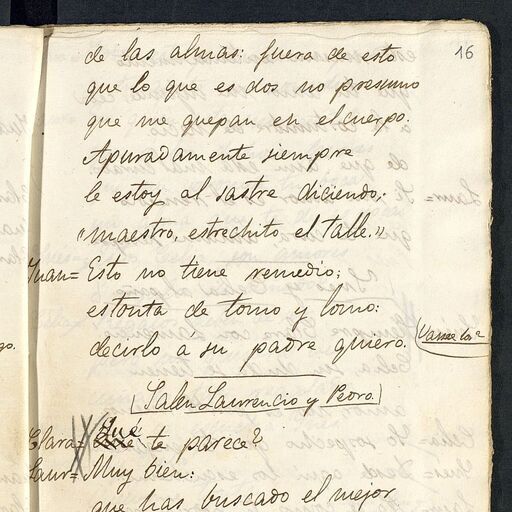 16
de las almas: fuera de esto
que lo que es dos no presumo
que me quepan en el cuerpo.
Apuradamente siempre
le estoy al sastre diciendo;
"maestro, estrechito el talle."
Juan= Esto no tiene remedio;
es tonta de tomo y lomo:
decirlo á su padre quiero. (Vanse los 2
(Salen Laurencio y Pedro)
Clara= Qué te parece?
Laur= Muy bien:
que has buscado el mejor